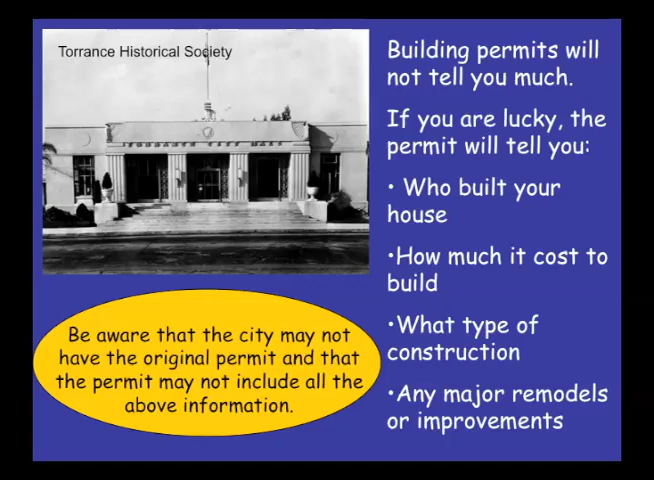 Torrance Historical Society
TORRANCE CITY HALL
Building permits will
not tell you much.
If you are lucky, the
permit will tell you:
• Who built your
house
•How much it cost to
build
•What type of
construction
•Any major remodels
or improvements
Be aware that the city may not
have the original permit and that
the permit may not include all the
above information.